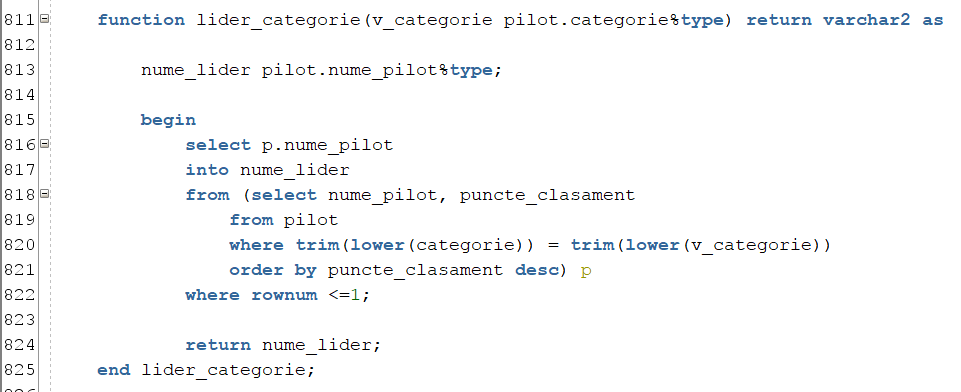 811 function lider_categorie(v_categorie pilot.categorie%type) return varchar2 as
812
813 nume_lider pilot.nume_pilot%type;
814
815 begin
816 select p.nume_pilot
817 into nume_lider
818 from (select nume_pilot, puncte_clasament
819 from pilot
820 where trim(lower(categorie)) = trim(lower(v_categorie))
821 order by puncte_clasament desc) p
822 where rownum <=1;
823
824 return nume_lider;
825 end lider_categorie;